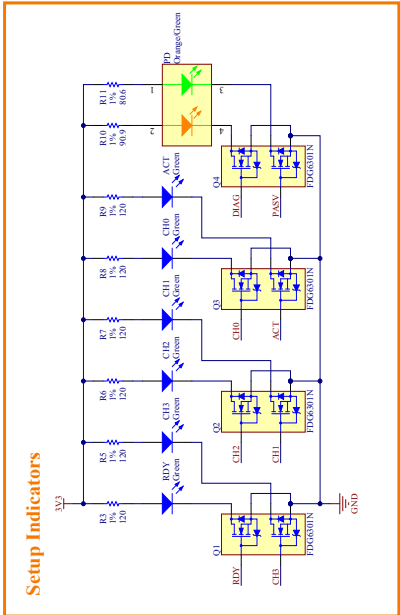 Setup Indicators
3V3
R3
1%
120
R5
1%
120
R6
1%
120
R7
1%
120
R8
1%
120
R9
1%
120
R10
1%
90.9
R11
1%
80.6
RDY
Green
CH3
Green
CH2
Green
CH1
Green
CH0
Green
ACT
Green
PD
Orange/Green
2
1
4
3
Q1
RDY
CH3
FDG6301N
Q2
CH2
CH1
FDG6301N
Q3
CH0
ACT
FDG6301N
Q4
DIAG
PASV
FDG6301N
GND